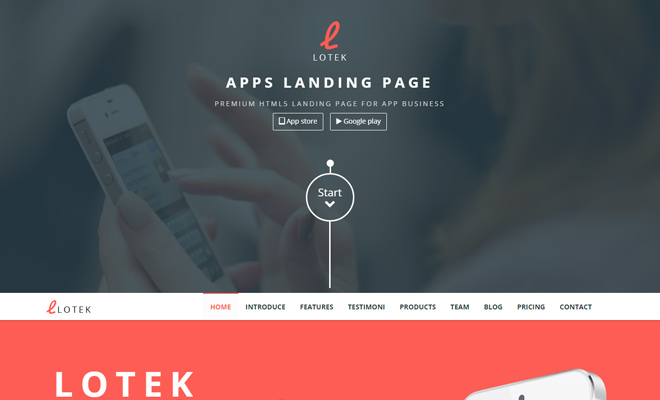 LOTEK
APPS LANDING PAGE
PREMIUM HTML5 LANDING PAGE FOR APP BUSINESS
App store Google play
Start
LOTEK HOME INTRODUCE FEATURES TESTIMONI PRODUCTS TEAM BLOG PRICING CONTACT
LOTEK